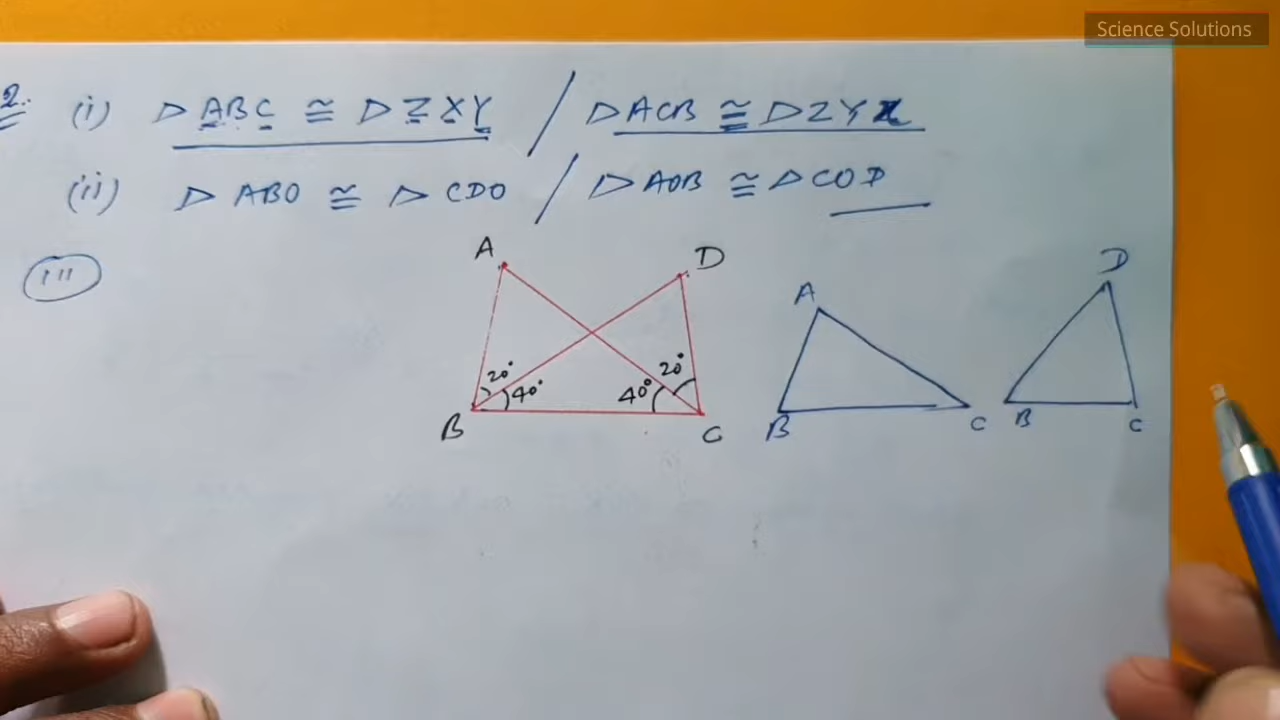 Science Solutions
2. (i) △ABC ≅ △ZXY / △ACB ≅ △ZYX
(ii) △ABO ≅ △CDO / △AOB ≅ △COD
(III)
A D
A D
20° 40° 40° 20°
B C
B C B C